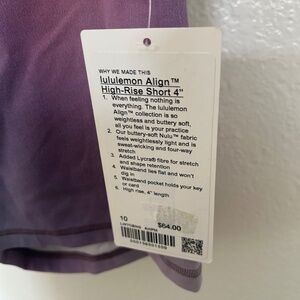 WHY WE MADE THIS
lululemon Align™
High-Rise Short 4"
1. When feeling nothing is
everything. The lululemon
Align™ collection is so
weightless and buttery soft,
all you feel is your practice
2. Our buttery-soft Nulu™ fabric
feels weightlessly light and is
sweat-wicking and four-way
stretch
3. Added Lycra® fibre for stretch
and shape retention
4. Waistband lies flat and won't
dig in
5. Waistband pocket holds your key
or card
6. High rise, 4" length
10
$64.00